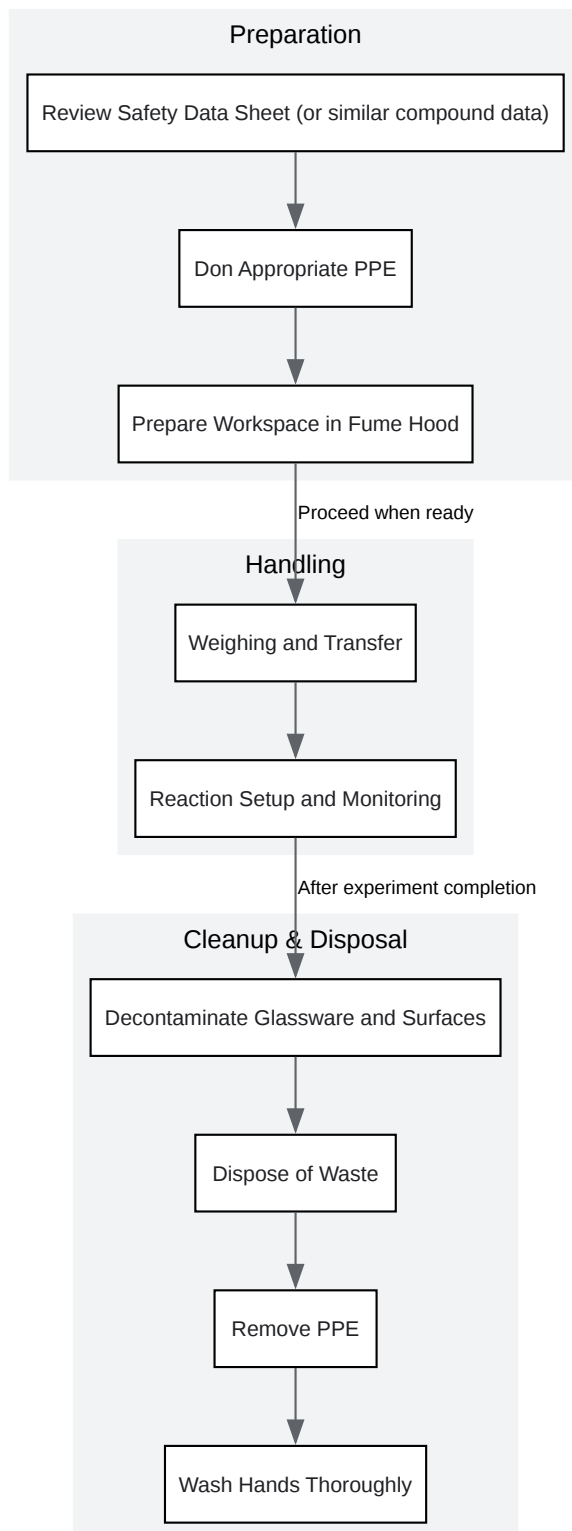 Preparation
Review Safety Data Sheet (or similar compound data)
Don Appropriate PPE
Prepare Workspace in Fume Hood
Proceed when ready
Handling
Weighing and Transfer
Reaction Setup and Monitoring
After experiment completion
Cleanup & Disposal
Decontaminate Glassware and Surfaces
Dispose of Waste
Remove PPE
Wash Hands Thoroughly